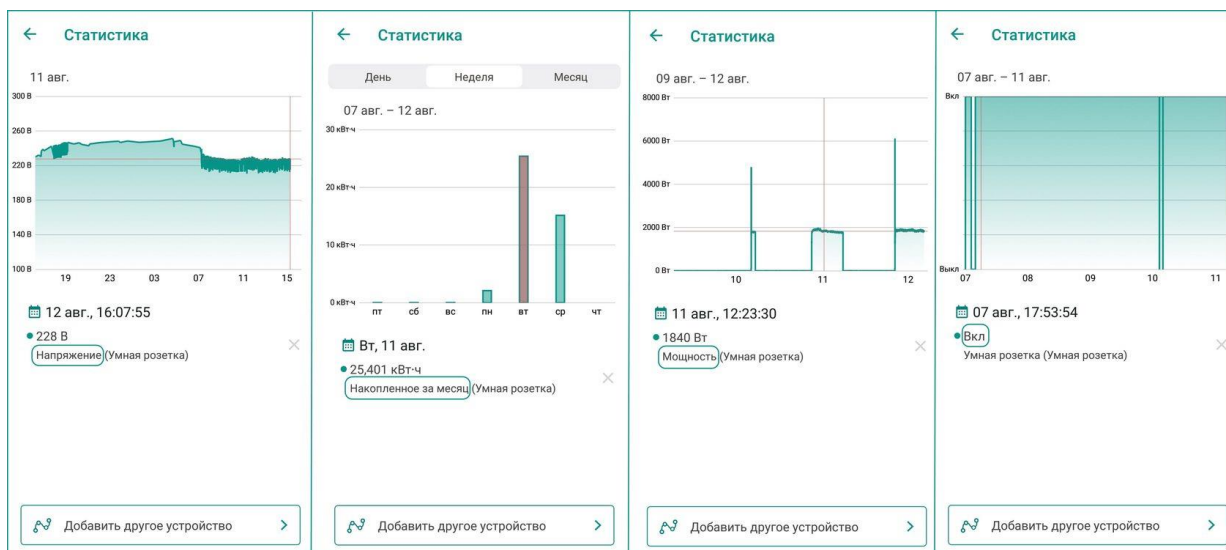 ← Статистика
11 авг.
300 В
260 В
220 В
180 В
140 В
100 В
19 23 03 07 11 15
12 авг., 16:07:55
228 В
Напряжение (Умная розетка)
Добавить другое устройство
← Статистика
День Неделя Месяц
07 авг. – 12 авг.
30 кВт·ч
20 кВт·ч
10 кВт·ч
0 кВт·ч
пт сб вс пн вт ср чт
Вт, 11 авг.
25,401 кВт·ч
Накопленное за месяц (Умная розетка)
Добавить другое устройство
← Статистика
09 авг. – 12 авг.
8000 Вт
6000 Вт
4000 Вт
2000 Вт
0 Вт
10 11 12
11 авг., 12:23:30
1840 Вт
Мощность (Умная розетка)
Добавить другое устройство
← Статистика
07 авг. – 11 авг.
Вкл
Выкл
07 08 09 10 11
07 авг., 17:53:54
Вкл
Умная розетка (Умная розетка)
Добавить другое устройство